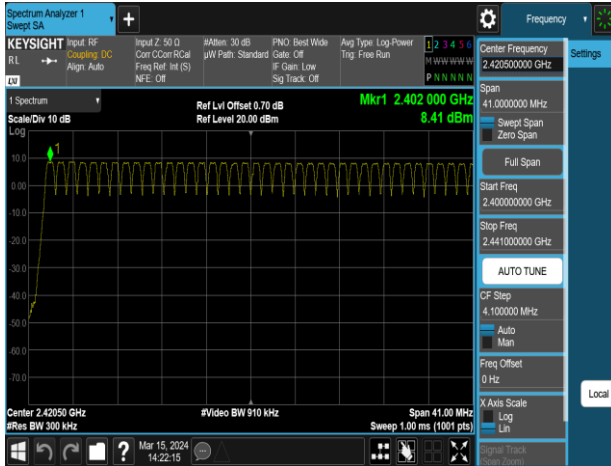 Spectrum Analyzer 1
Swept SA
+
Frequency
KEYSIGHT
RL
LXI
Input: RF
Coupling: DC
Align: Auto
Input Z: 50 Ω
Corr CCorr RCal
Freq Ref: Int (S)
NFE: Off
#Atten: 30 dB
µW Path: Standard
PNO: Best Wide
Gate: Off
IF Gain: Low
Sig Track: Off
Avg Type: Log-Power
Trig: Free Run
1 2 3 4 5 6
M W W W W W
P N N N N N
1 Spectrum
Scale/Div 10 dB
Log
Ref Lvl Offset 0.70 dB
Ref Level 20.00 dBm
Mkr1 2.402 000 GHz
8.41 dBm
1
10.0
0.00
-10.0
-20.0
-30.0
-40.0
-50.0
-60.0
-70.0
Center 2.42050 GHz
#Res BW 300 kHz
#Video BW 910 kHz
Span 41.00 MHz
Sweep 1.00 ms (1001 pts)
?
Mar 15, 2024
14:22:15
Center Frequency
2.420500000 GHz
Span
41.0000000 MHz
Swept Span
Zero Span
Full Span
Start Freq
2.400000000 GHz
Stop Freq
2.441000000 GHz
AUTO TUNE
CF Step
4.100000 MHz
Auto
Man
Freq Offset
0 Hz
X Axis Scale
Log
Lin
Signal Track
(Span Zoom)
Settings
Local